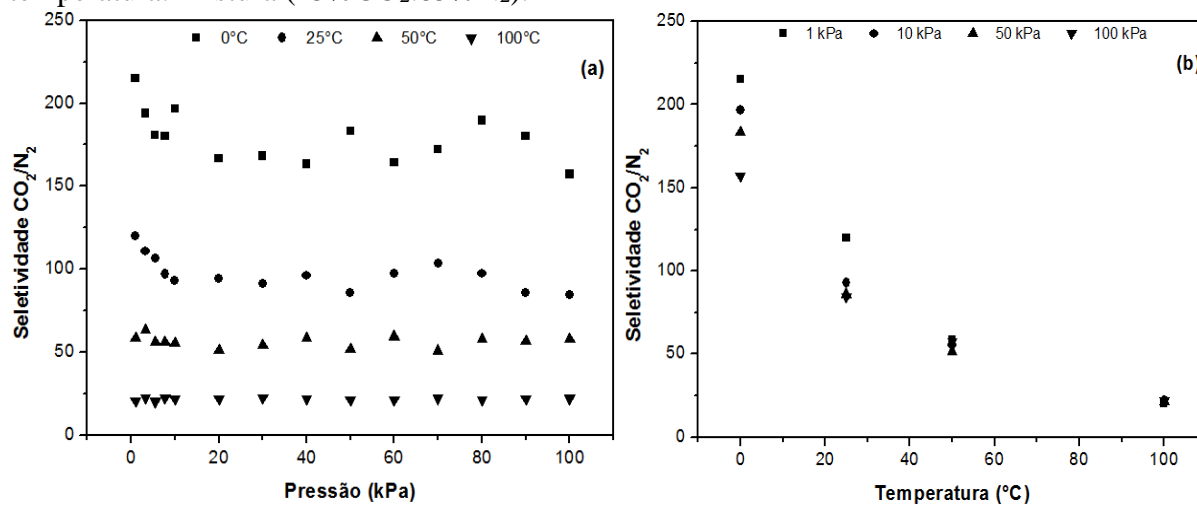 250
0°C 25°C 50°C 100°C
(a)
200
150
100
50
0
0 20 40 60 80 100
Pressão (kPa)
Seletividade CO₂/N₂
250
1 kPa 10 kPa 50 kPa 100 kPa
(b)
200
150
100
50
0
0 20 40 60 80 100
Temperatura (ºC)
Seletividade CO₂/N₂